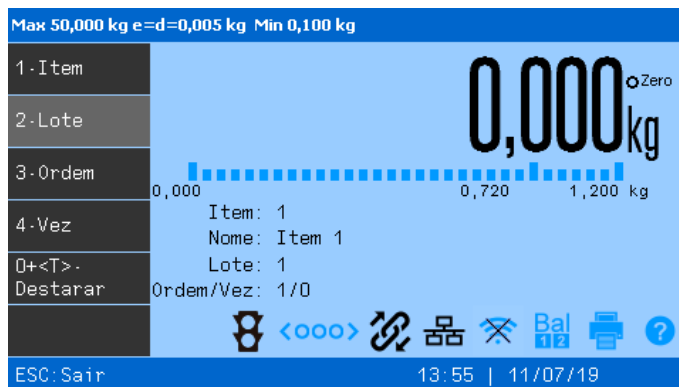 Max 50,000 kg e=d=0,005 kg Min 0,100 kg
1-Item
2-Lote
3-Ordem
4-Vez
0+<T>-
Destarar
0,000 kg
Zero
0,000 0,720 1,200 kg
Item: 1
Nome: Item 1
Lote: 1
Ordem/Vez: 1/0
<ooo>
Bal
1 2
?
ESC:Sair 13:55 | 11/07/19